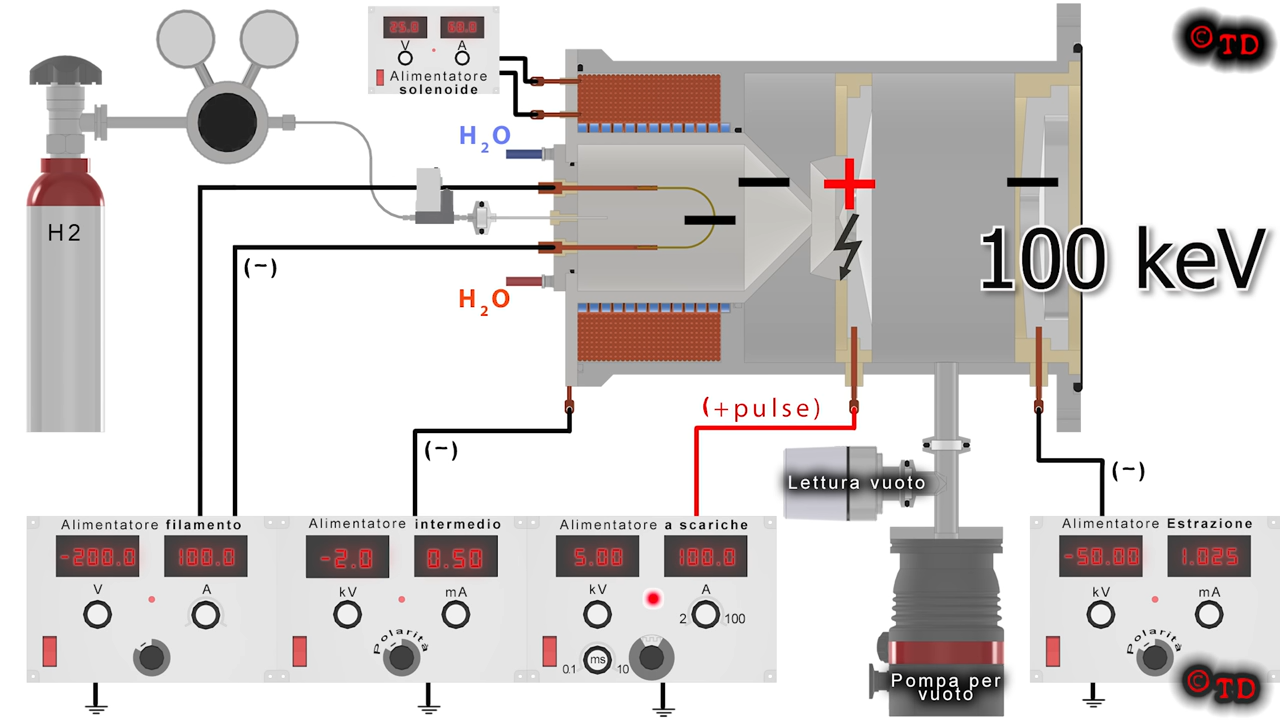 25.0 60.0
V A
Alimentatore
solenoide
© TD
H₂O
H2
(~)
100 keV
H₂O
(+pulse)
(~)
(~)
Lettura vuoto
Alimentatore filamento
-200.0 100.0
V A
Alimentatore intermedio
-2.0 0.50
kV mA
Polarità
Alimentatore a scariche
5.00 100.0
kV A
2 100
0.1 ms 10
Alimentatore Estrazione
-50.00 1.025
kV mA
Polarità
Pompa per
vuoto
© TD